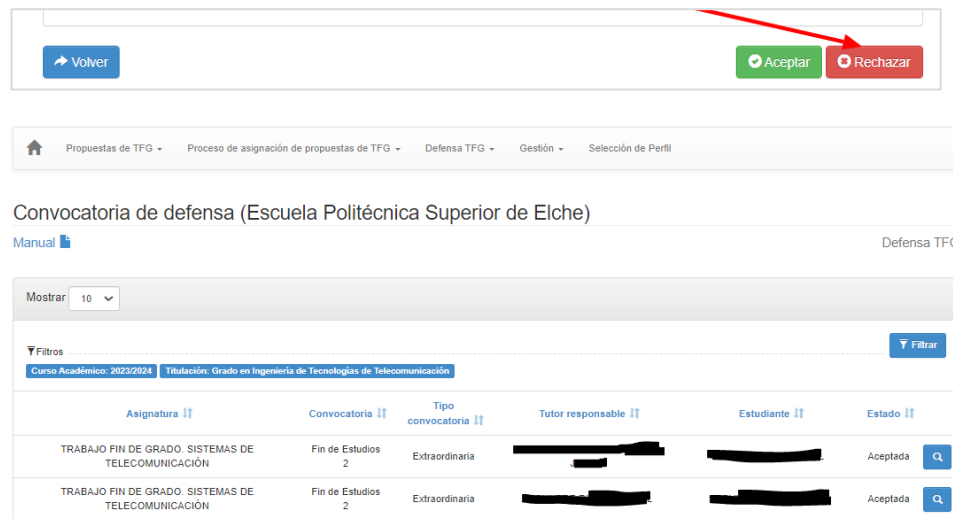 Volver Aceptar Rechazar
Propuestas de TFG Proceso de asignación de propuestas de TFG Defensa TFG Gestión Selección de Perfil
Convocatoria de defensa (Escuela Politécnica Superior de Elche)
Manual Defensa TFG
Mostrar 10
Filtros Filtrar
Curso Académico: 2023/2024 Titulación: Grado en Ingeniería de Tecnologías de Telecomunicación
Asignatura Convocatoria Tipo convocatoria Tutor responsable Estudiante Estado
TRABAJO FIN DE GRADO. SISTEMAS DE TELECOMUNICACIÓN Fin de Estudios 2 Extraordinaria Aceptada
TRABAJO FIN DE GRADO. SISTEMAS DE TELECOMUNICACIÓN Fin de Estudios 2 Extraordinaria Aceptada